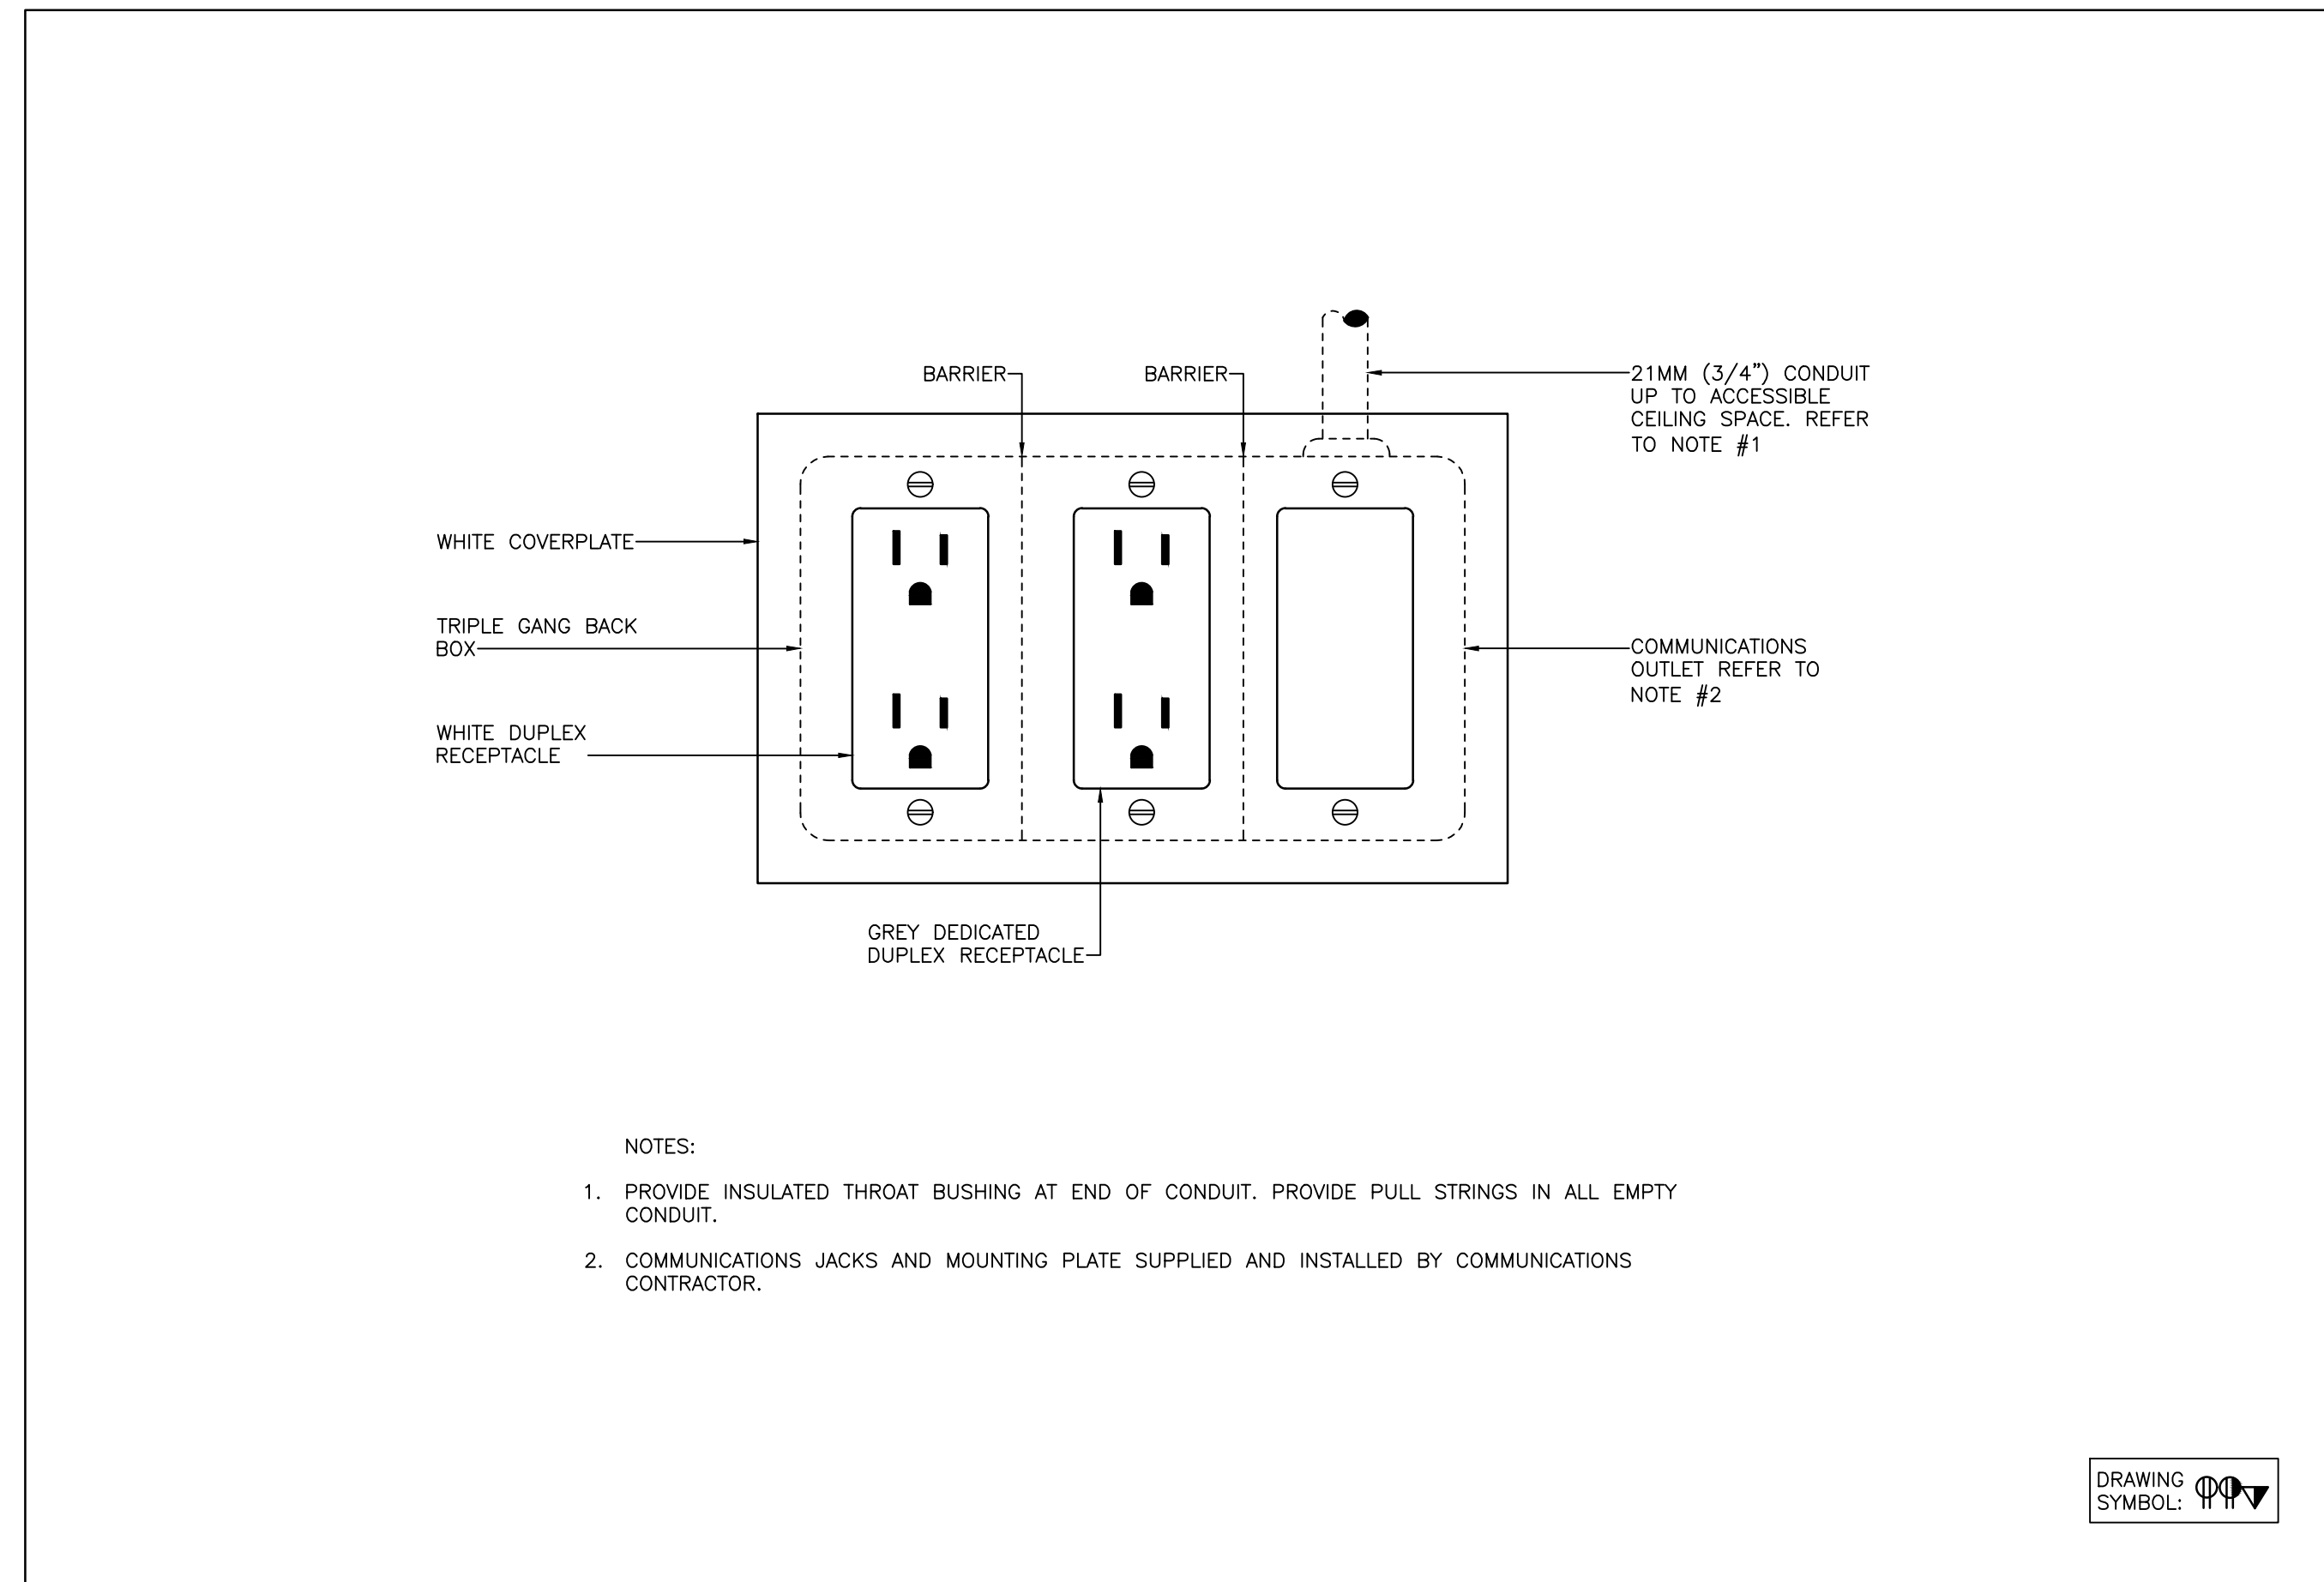 BARRIER
BARRIER
21MM (3/4") CONDUIT
UP TO ACCESSIBLE
CEILING SPACE. REFER
TO NOTE #1
WHITE COVERPLATE
TRIPLE GANG BACK
BOX
COMMUNICATIONS
OUTLET REFER TO
NOTE #2
WHITE DUPLEX
RECEPTACLE
GREY DEDICATED
DUPLEX RECEPTACLE
NOTES:
1. PROVIDE INSULATED THROAT BUSHING AT END OF CONDUIT. PROVIDE PULL STRINGS IN ALL EMPTY
CONDUIT.
2. COMMUNICATIONS JACKS AND MOUNTING PLATE SUPPLIED AND INSTALLED BY COMMUNICATIONS
CONTRACTOR.
DRAWING
SYMBOL: